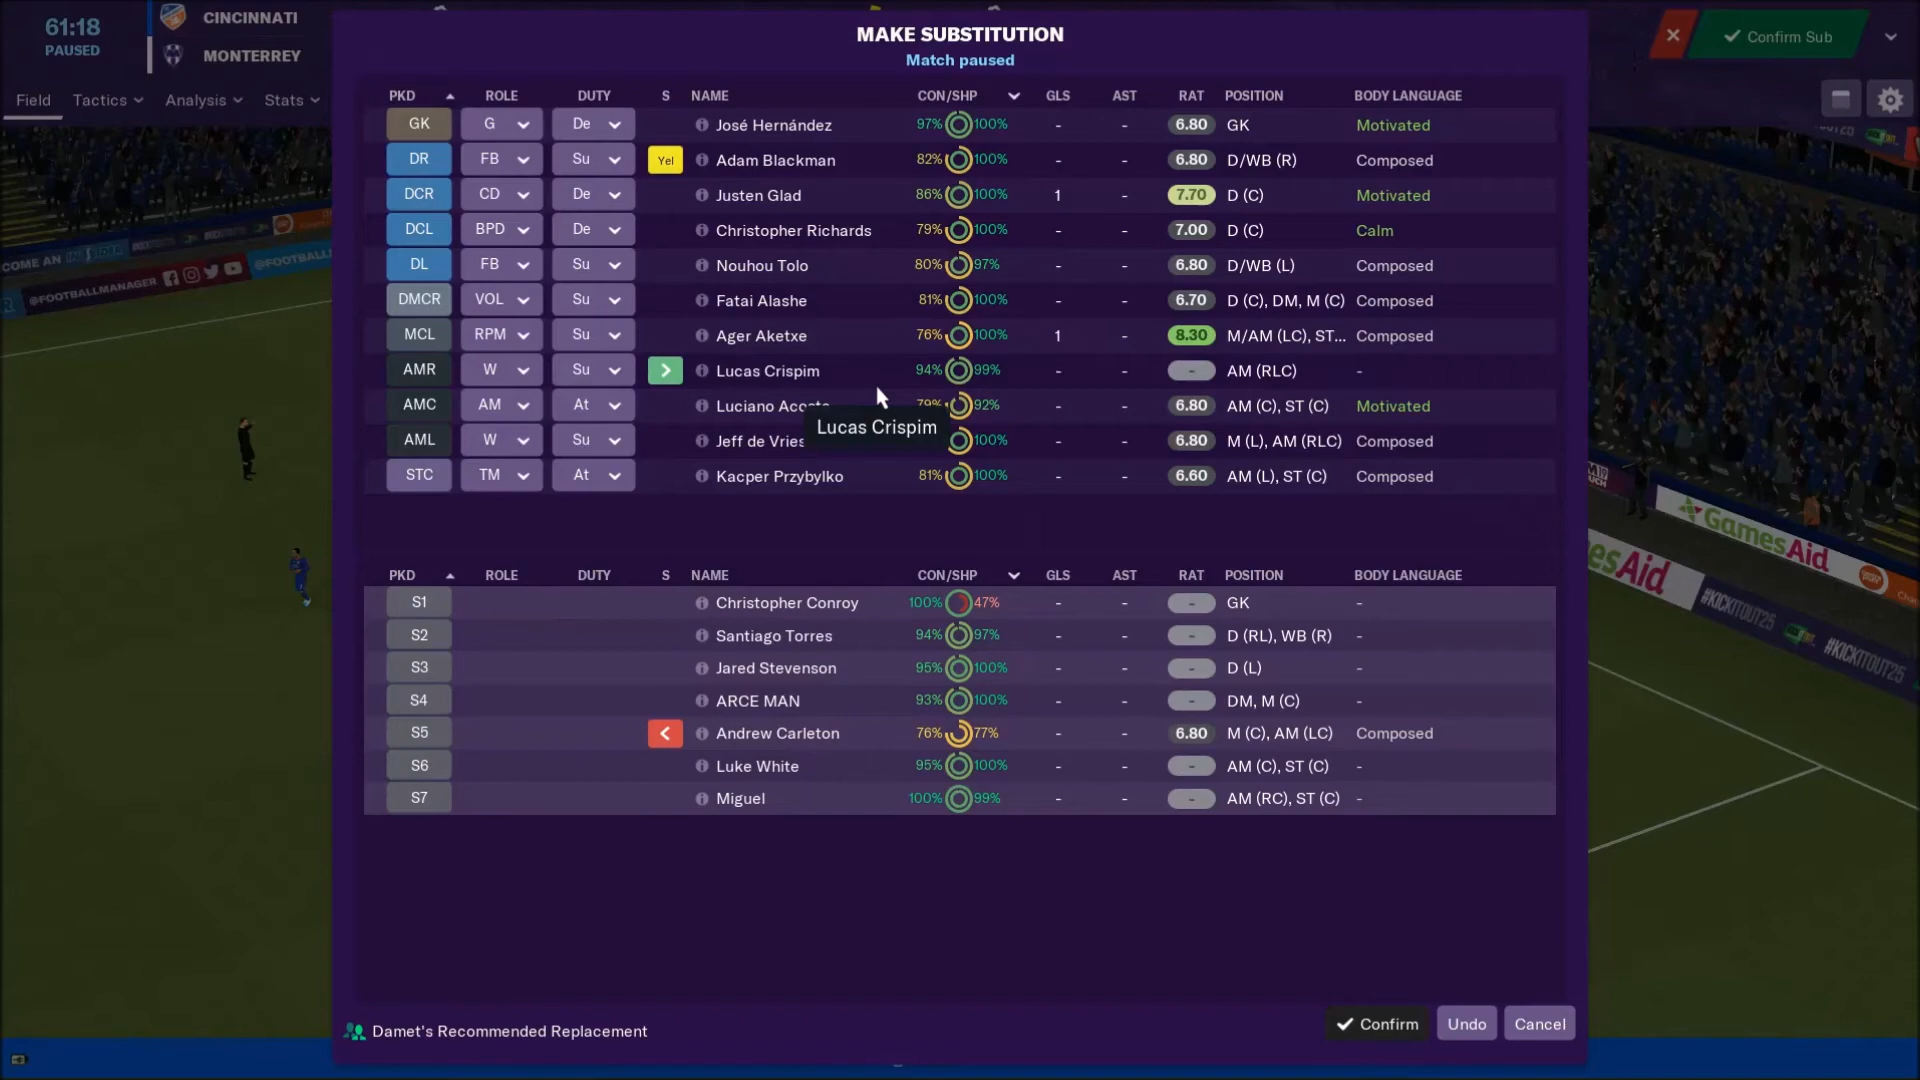 61:18
PAUSED
CINCINNATI
MONTERREY
Field Tactics Analysis Stats
MAKE SUBSTITUTION
Match paused
Confirm Sub
PKD ROLE DUTY S NAME CON/SHP GLS AST RAT POSITION BODY LANGUAGE
GK G De José Hernández 97% 100% - - 6.80 GK Motivated
DR FB Su Yel Adam Blackman 82% 100% - - 6.80 D/WB (R) Composed
DCR CD De Justen Glad 86% 100% 1 - 7.70 D (C) Motivated
DCL BPD De Christopher Richards 79% 100% - - 7.00 D (C) Calm
DL FB Su Nouhou Tolo 80% 97% - - 6.80 D/WB (L) Composed
DMCR VOL Su Fatai Alashe 81% 100% - - 6.70 D (C), DM, M (C) Composed
MCL RPM Su Ager Aketxe 76% 100% 1 - 8.30 M/AM (LC), ST... Composed
AMR W Su Lucas Crispim 94% 99% - - - AM (RLC) -
AMC AM At Luciano 79% 92% - - 6.80 AM (C), ST (C) Motivated
Lucas Crispim
AML W Su Jeff de Vries 100% - - 6.80 M (L), AM (RLC) Composed
STC TM At Kacper Przybylko 81% 100% - - 6.60 AM (L), ST (C) Composed
PKD ROLE DUTY S NAME CON/SHP GLS AST RAT POSITION BODY LANGUAGE
S1 Christopher Conroy 100% 47% - - - GK -
S2 Santiago Torres 94% 97% - - - D (RL), WB (R) -
S3 Jared Stevenson 95% 100% - - - D (L) -
S4 ARCE MAN 93% 100% - - - DM, M (C) -
S5 Andrew Carleton 76% 77% - - 6.80 M (C), AM (LC) Composed
S6 Luke White 95% 100% - - - AM (C), ST (C) -
S7 Miguel 100% 99% - - - AM (RC), ST (C) -
Damet's Recommended Replacement
Confirm Undo Cancel
COME AN INSIDER
@FOOTBALLMANAGER
@FOOTBALL
GamesAid
esAid
#KICKITOUT25
#KICKITOUT25